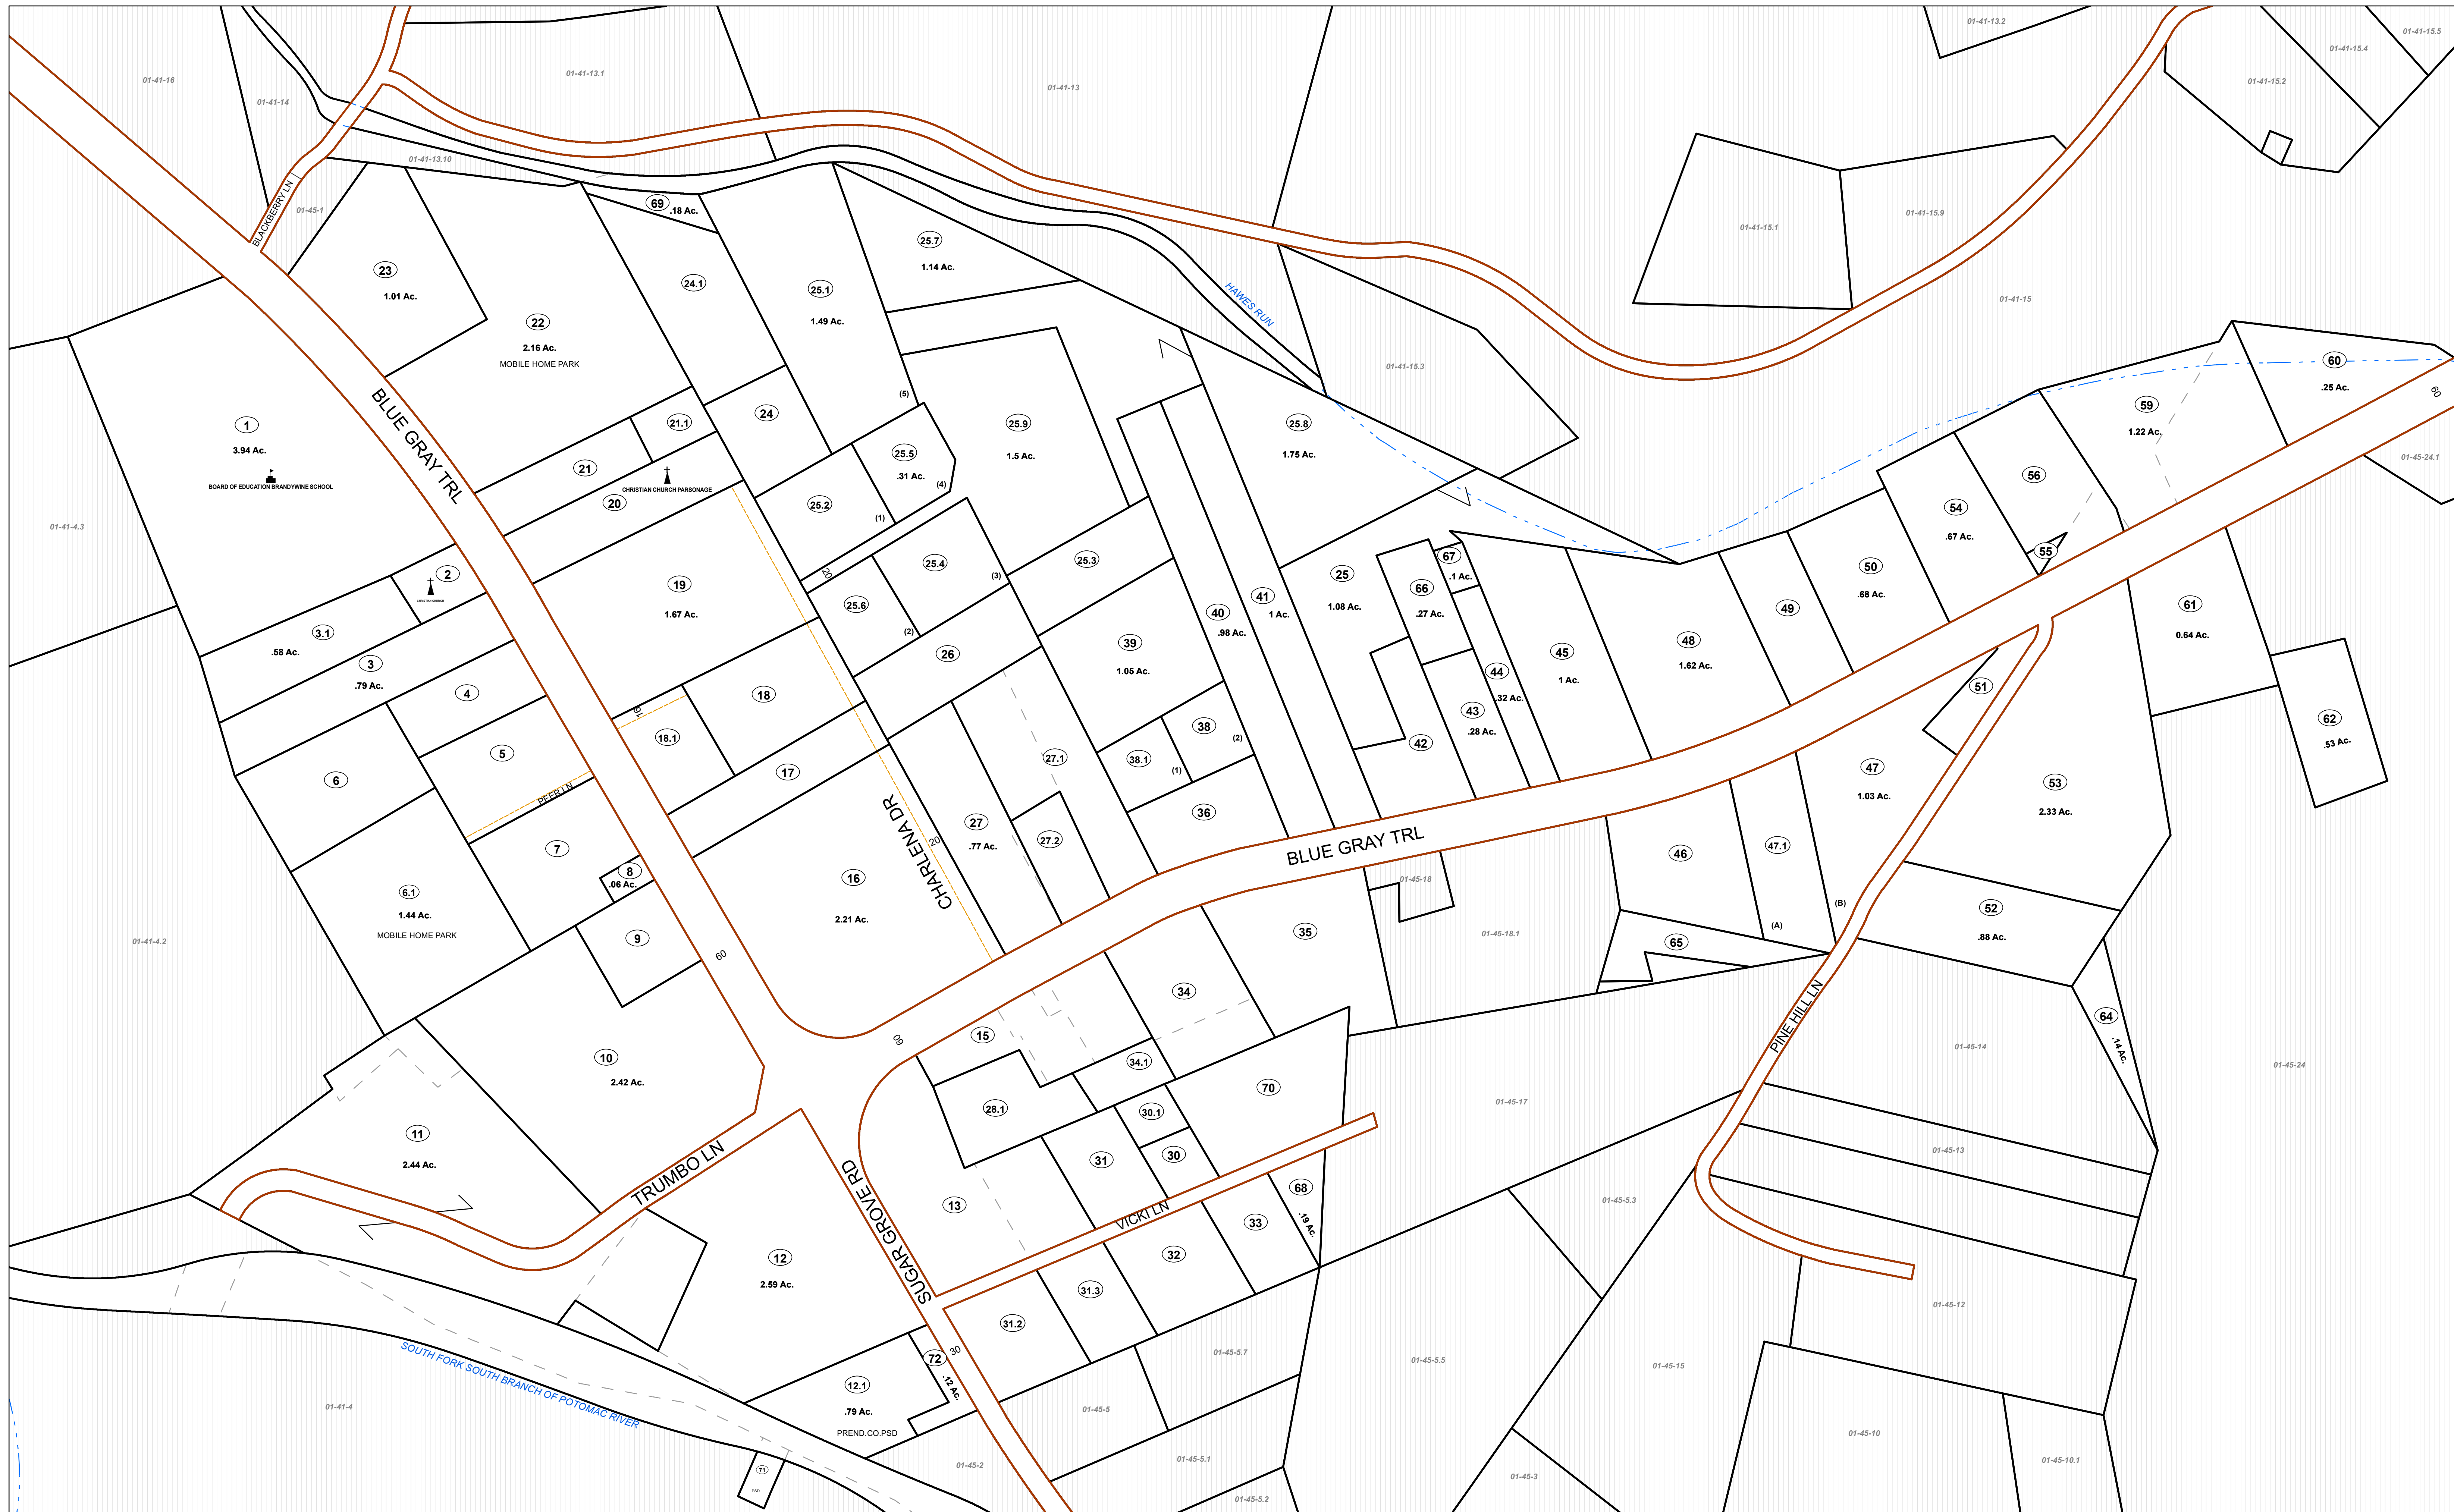 01-41-13.2
01-41-15.5
01-41-15.4
01-41-16
01-41-13.1
01-41-13
01-41-15.2
01-41-14
01-41-13.10
BLACKBERRY LN
01-45-1
69
.18 Ac.
01-41-15.9
01-41-15.1
25.7
1.14 Ac.
23
1.01 Ac.
24.1
25.1
1.49 Ac.
HAWES RUN
01-41-15
22
2.16 Ac.
MOBILE HOME PARK
01-41-15.3
60
.25 Ac.
60
(5)
59
1.22 Ac.
1
3.94 Ac.
BOARD OF EDUCATION BRANDYWINE SCHOOL
BLUE GRAY TRL
21.1
24
25.9
1.5 Ac.
25.8
1.75 Ac.
01-45-24.1
21
25.5
.31 Ac.
(4)
56
CHRISTIAN CHURCH PARSONAGE
20
25.2
(1)
54
.67 Ac.
01-41-4.3
55
67
.1 Ac.
2
CHRISTIAN CHURCH
19
1.67 Ac.
20
25.4
(3)
25.3
25
1.08 Ac.
66
.27 Ac.
50
.68 Ac.
49
41
1 Ac.
40
.98 Ac.
61
0.64 Ac.
3.1
.58 Ac.
25.6
(2)
3
.79 Ac.
26
39
1.05 Ac.
45
1 Ac.
48
1.62 Ac.
44
.32 Ac.
4
18
16
18.1
51
62
.53 Ac.
43
.28 Ac.
38
(2)
42
5
38.1
(1)
27.1
6
17
47
1.03 Ac.
53
2.33 Ac.
PEER LN
CHARLENA DR
36
27
.77 Ac.
20
27.2
BLUE GRAY TRL
7
8
.06 Ac.
46
47.1
16
2.21 Ac.
01-45-18
6.1
1.44 Ac.
MOBILE HOME PARK
(B)
(A)
52
.88 Ac.
9
01-41-4.2
35
01-45-18.1
65
60
34
15
60
PINE HILL LN
64
.14 Ac.
10
2.42 Ac.
34.1
01-45-14
01-45-24
70
28.1
30.1
01-45-17
11
2.44 Ac.
31
30
01-45-13
TRUMBO LN
SUGAR GROVE RD
13
68
.19 Ac.
VICKI LN
33
01-45-5.3
12
2.59 Ac.
32
31.3
31.2
01-45-12
30
72
.12 Ac.
01-45-5.7
01-45-5.5
01-45-15
SOUTH FORK SOUTH BRANCH OF POTOMAC RIVER
12.1
.79 Ac.
PREND.CO.PSD
01-41-4
01-45-5
01-45-10
01-45-2
01-45-5.1
01-45-10.1
71
PSD
01-45-3
01-45-5.2